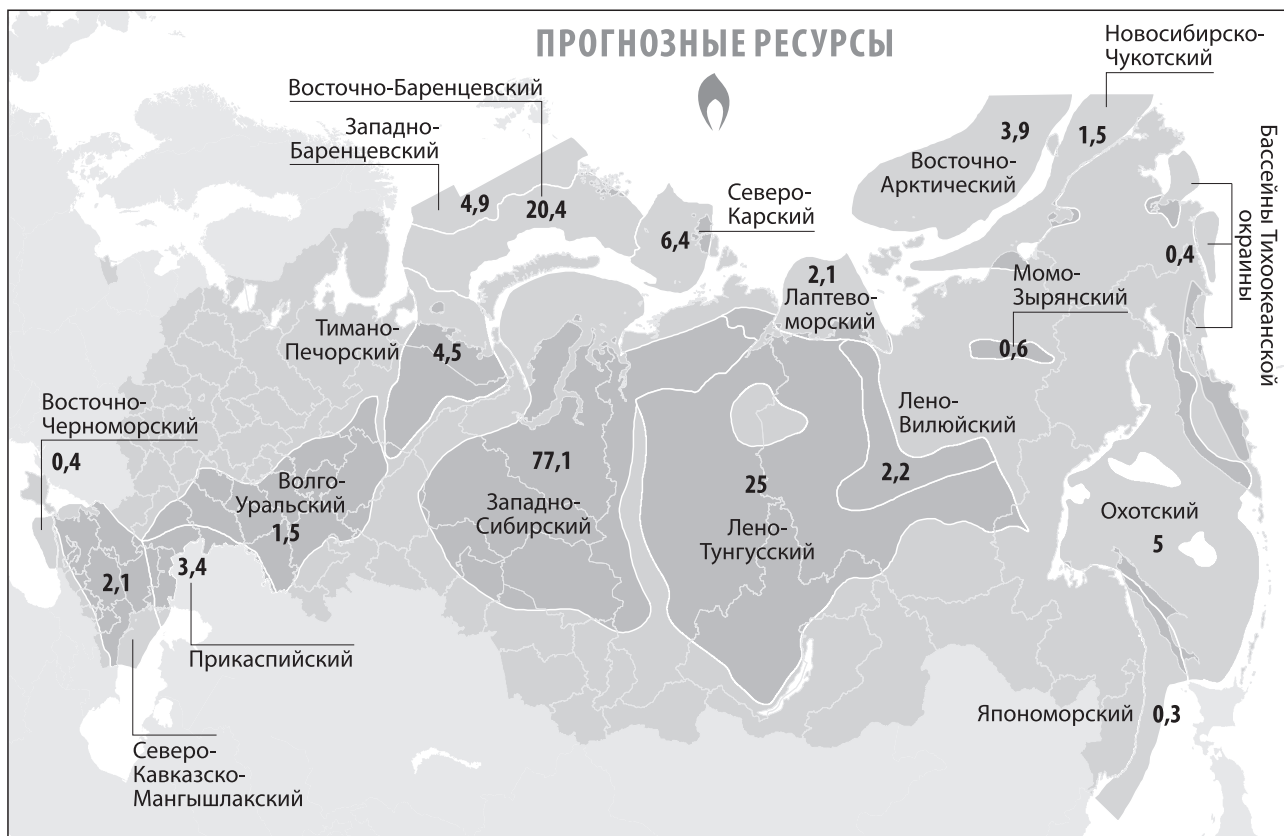 ПРОГНОЗНЫЕ РЕСУРСЫ
Новосибирско-
Чукотский
1,5
Восточно-Баренцевский
20,4
Западно-
Баренцевский
4,9
3,9
Восточно-
Арктический
Бассейны Тихоокеанской
окраины
0,4
Северо-
Карский
6,4
2,1
Лаптево-
морский
Момо-
Зырянский
0,6
Тимано-
Печорский
4,5
Восточно-
Черноморский
0,4
Лено-
Вилюйский
2,2
Волго-
Уральский
1,5
77,1
Западно-
Сибирский
25
Лено-
Тунгусский
Охотский
5
2,1
3,4
Прикаспийский
Япономорский
0,3
Северо-
Кавказско-
Мангышлакский